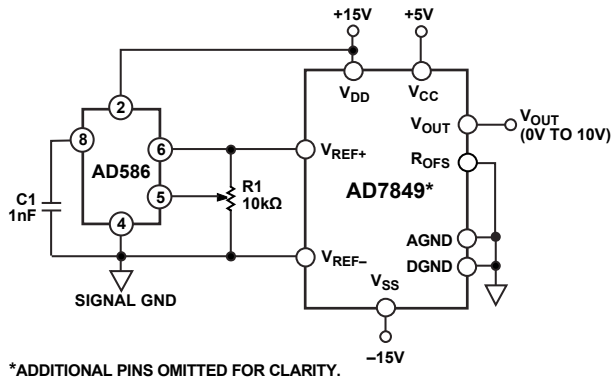 +15V
+5V
2
V_DD
V_CC
8
6
V_REF+
V_OUT
V_OUT
(0V TO 10V)
AD586
R_OFS
C1
1nF
5
R1
10kΩ
AD7849*
4
AGND
V_REF–
DGND
V_SS
SIGNAL GND
–15V
*ADDITIONAL PINS OMITTED FOR CLARITY.